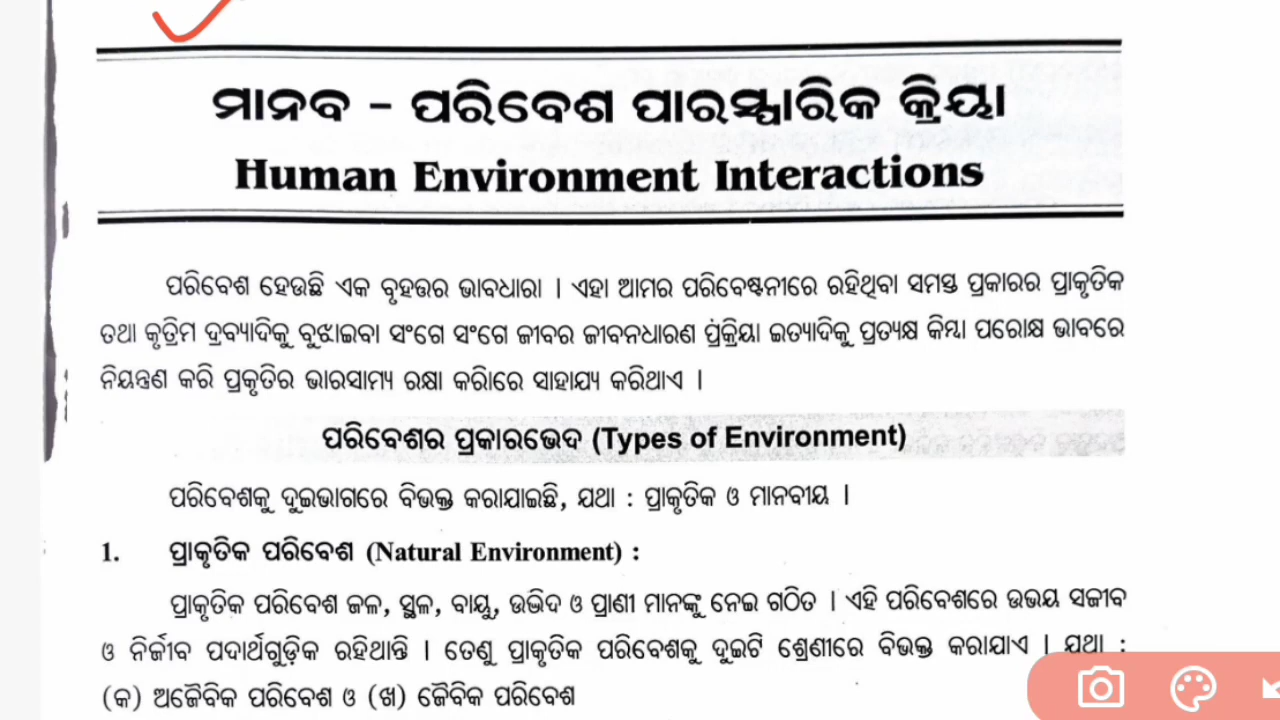 ମାନବ – ପରିବେଶ ପାରସ୍ପାରିକ କ୍ରିୟା
Human Environment Interactions
ପରିବେଶ ହେଉଛି ଏକ ବୃହତ୍ତର ଭାବଧାରା । ଏହା ଆମର ପରିବେଷ୍ଟନୀରେ ରହିଥିବା ସମସ୍ତ ପ୍ରକାରର ପ୍ରାକୃତିକ
ତଥା କୃତ୍ରିମ ଦ୍ରବ୍ୟାଦିକୁ ବୁଝାଇବା ସଂଗେ ସଂଗେ ଜୀବର ଜୀବନଧାରଣ ପ୍ରକ୍ରିୟା ଇତ୍ୟାଦିକୁ ପ୍ରତ୍ୟକ୍ଷ କିମ୍ବା ପରୋକ୍ଷ ଭାବରେ
ନିୟନ୍ତ୍ରଣ କରି ପ୍ରକୃତିର ଭାରସାମ୍ୟ ରକ୍ଷା କରିାରେ ସାହାଯ୍ୟ କରିଥାଏ ।
ପରିବେଶର ପ୍ରକାରଭେଦ (Types of Environment)
ପରିବେଶକୁ ଦୁଇଭାଗରେ ବିଭକ୍ତ କରାଯାଇଛି, ଯଥା : ପ୍ରାକୃତିକ ଓ ମାନବୀୟ ।
1. ପ୍ରାକୃତିକ ପରିବେଶ (Natural Environment) :
ପ୍ରାକୃତିକ ପରିବେଶ ଜଳ, ସ୍ଥଳ, ବାୟୁ, ଉଦ୍ଭିଦ ଓ ପ୍ରାଣୀ ମାନଙ୍କୁ ନେଇ ଗଠିତ । ଏହି ପରିବେଶରେ ଉଭୟ ସଜୀବ
ଓ ନିର୍ଜୀବ ପଦାର୍ଥଗୁଡ଼ିକ ରହିଥାନ୍ତି । ତେଣୁ ପ୍ରାକୃତିକ ପରିବେଶକୁ ଦୁଇଟି ଶ୍ରେଣୀରେ ବିଭକ୍ତ କରାଯାଏ । ଯଥା :
(କ) ଅଜୈବିକ ପରିବେଶ ଓ (ଖ) ଜୈବିକ ପରିବେଶ